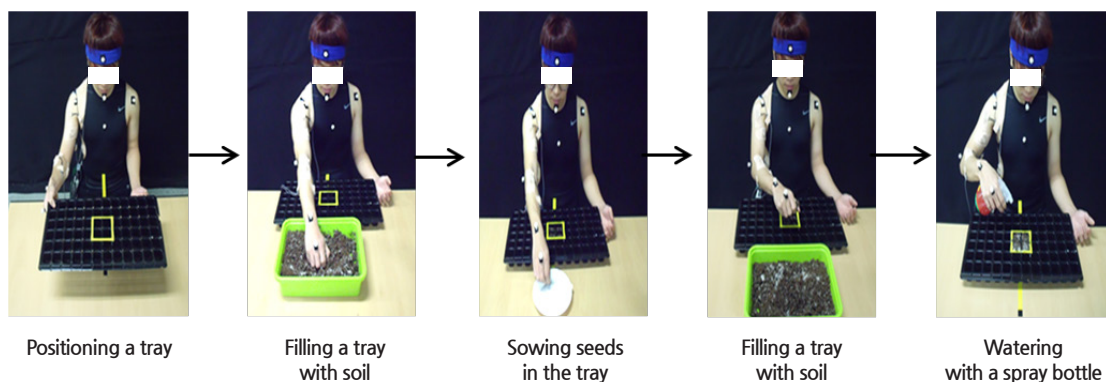 Positioning a tray
Filling a tray
with soil
Sowing seeds
in the tray
Filling a tray
with soil
Watering
with a spray bottle